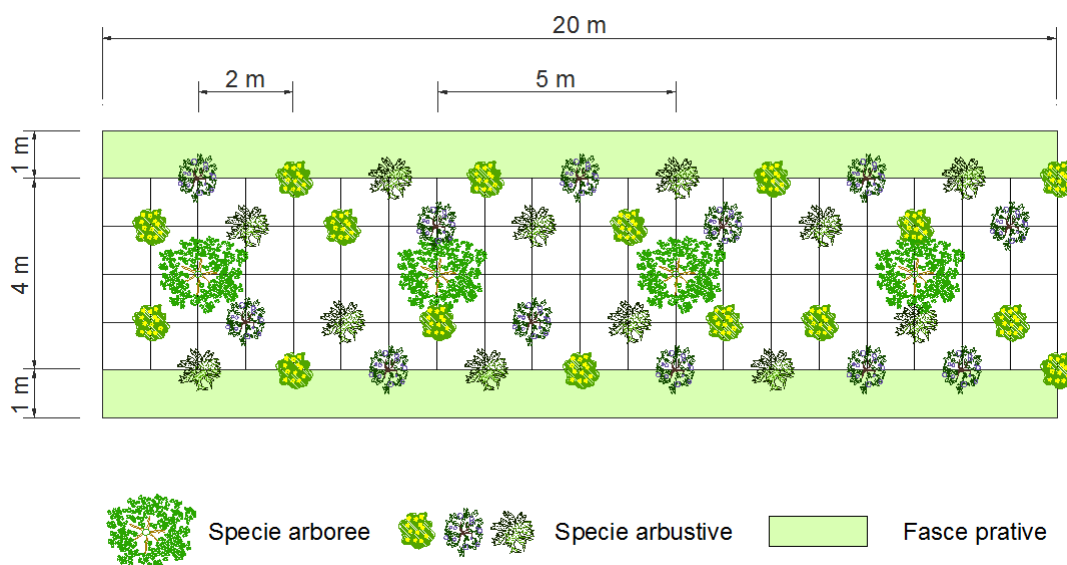 20 m
2 m
5 m
1 m
4 m
1 m
Specie arboree
Specie arbustive
Fasce prative